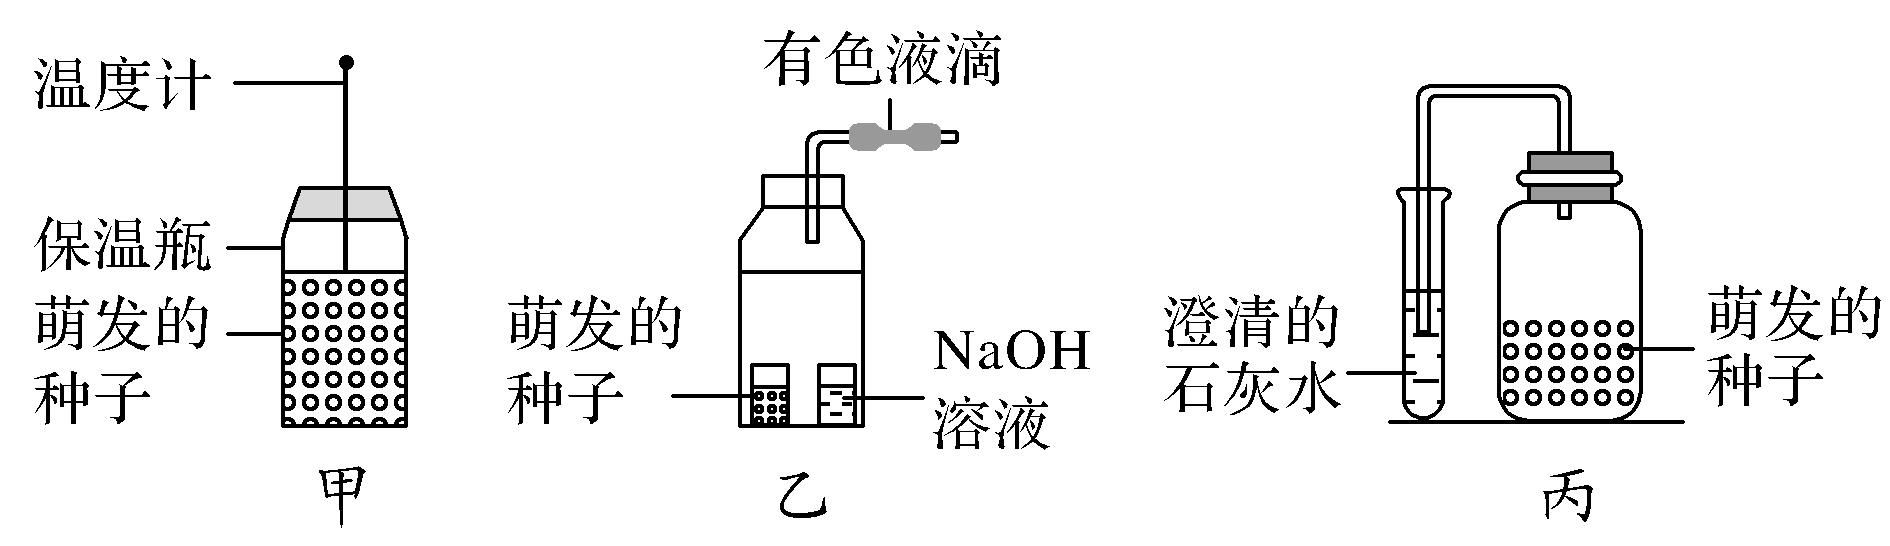 温度计
保温瓶
萌发的
种子
甲
有色液滴
萌发的
种子
NaOH
溶液
乙
澄清的
石灰水
萌发的
种子
丙